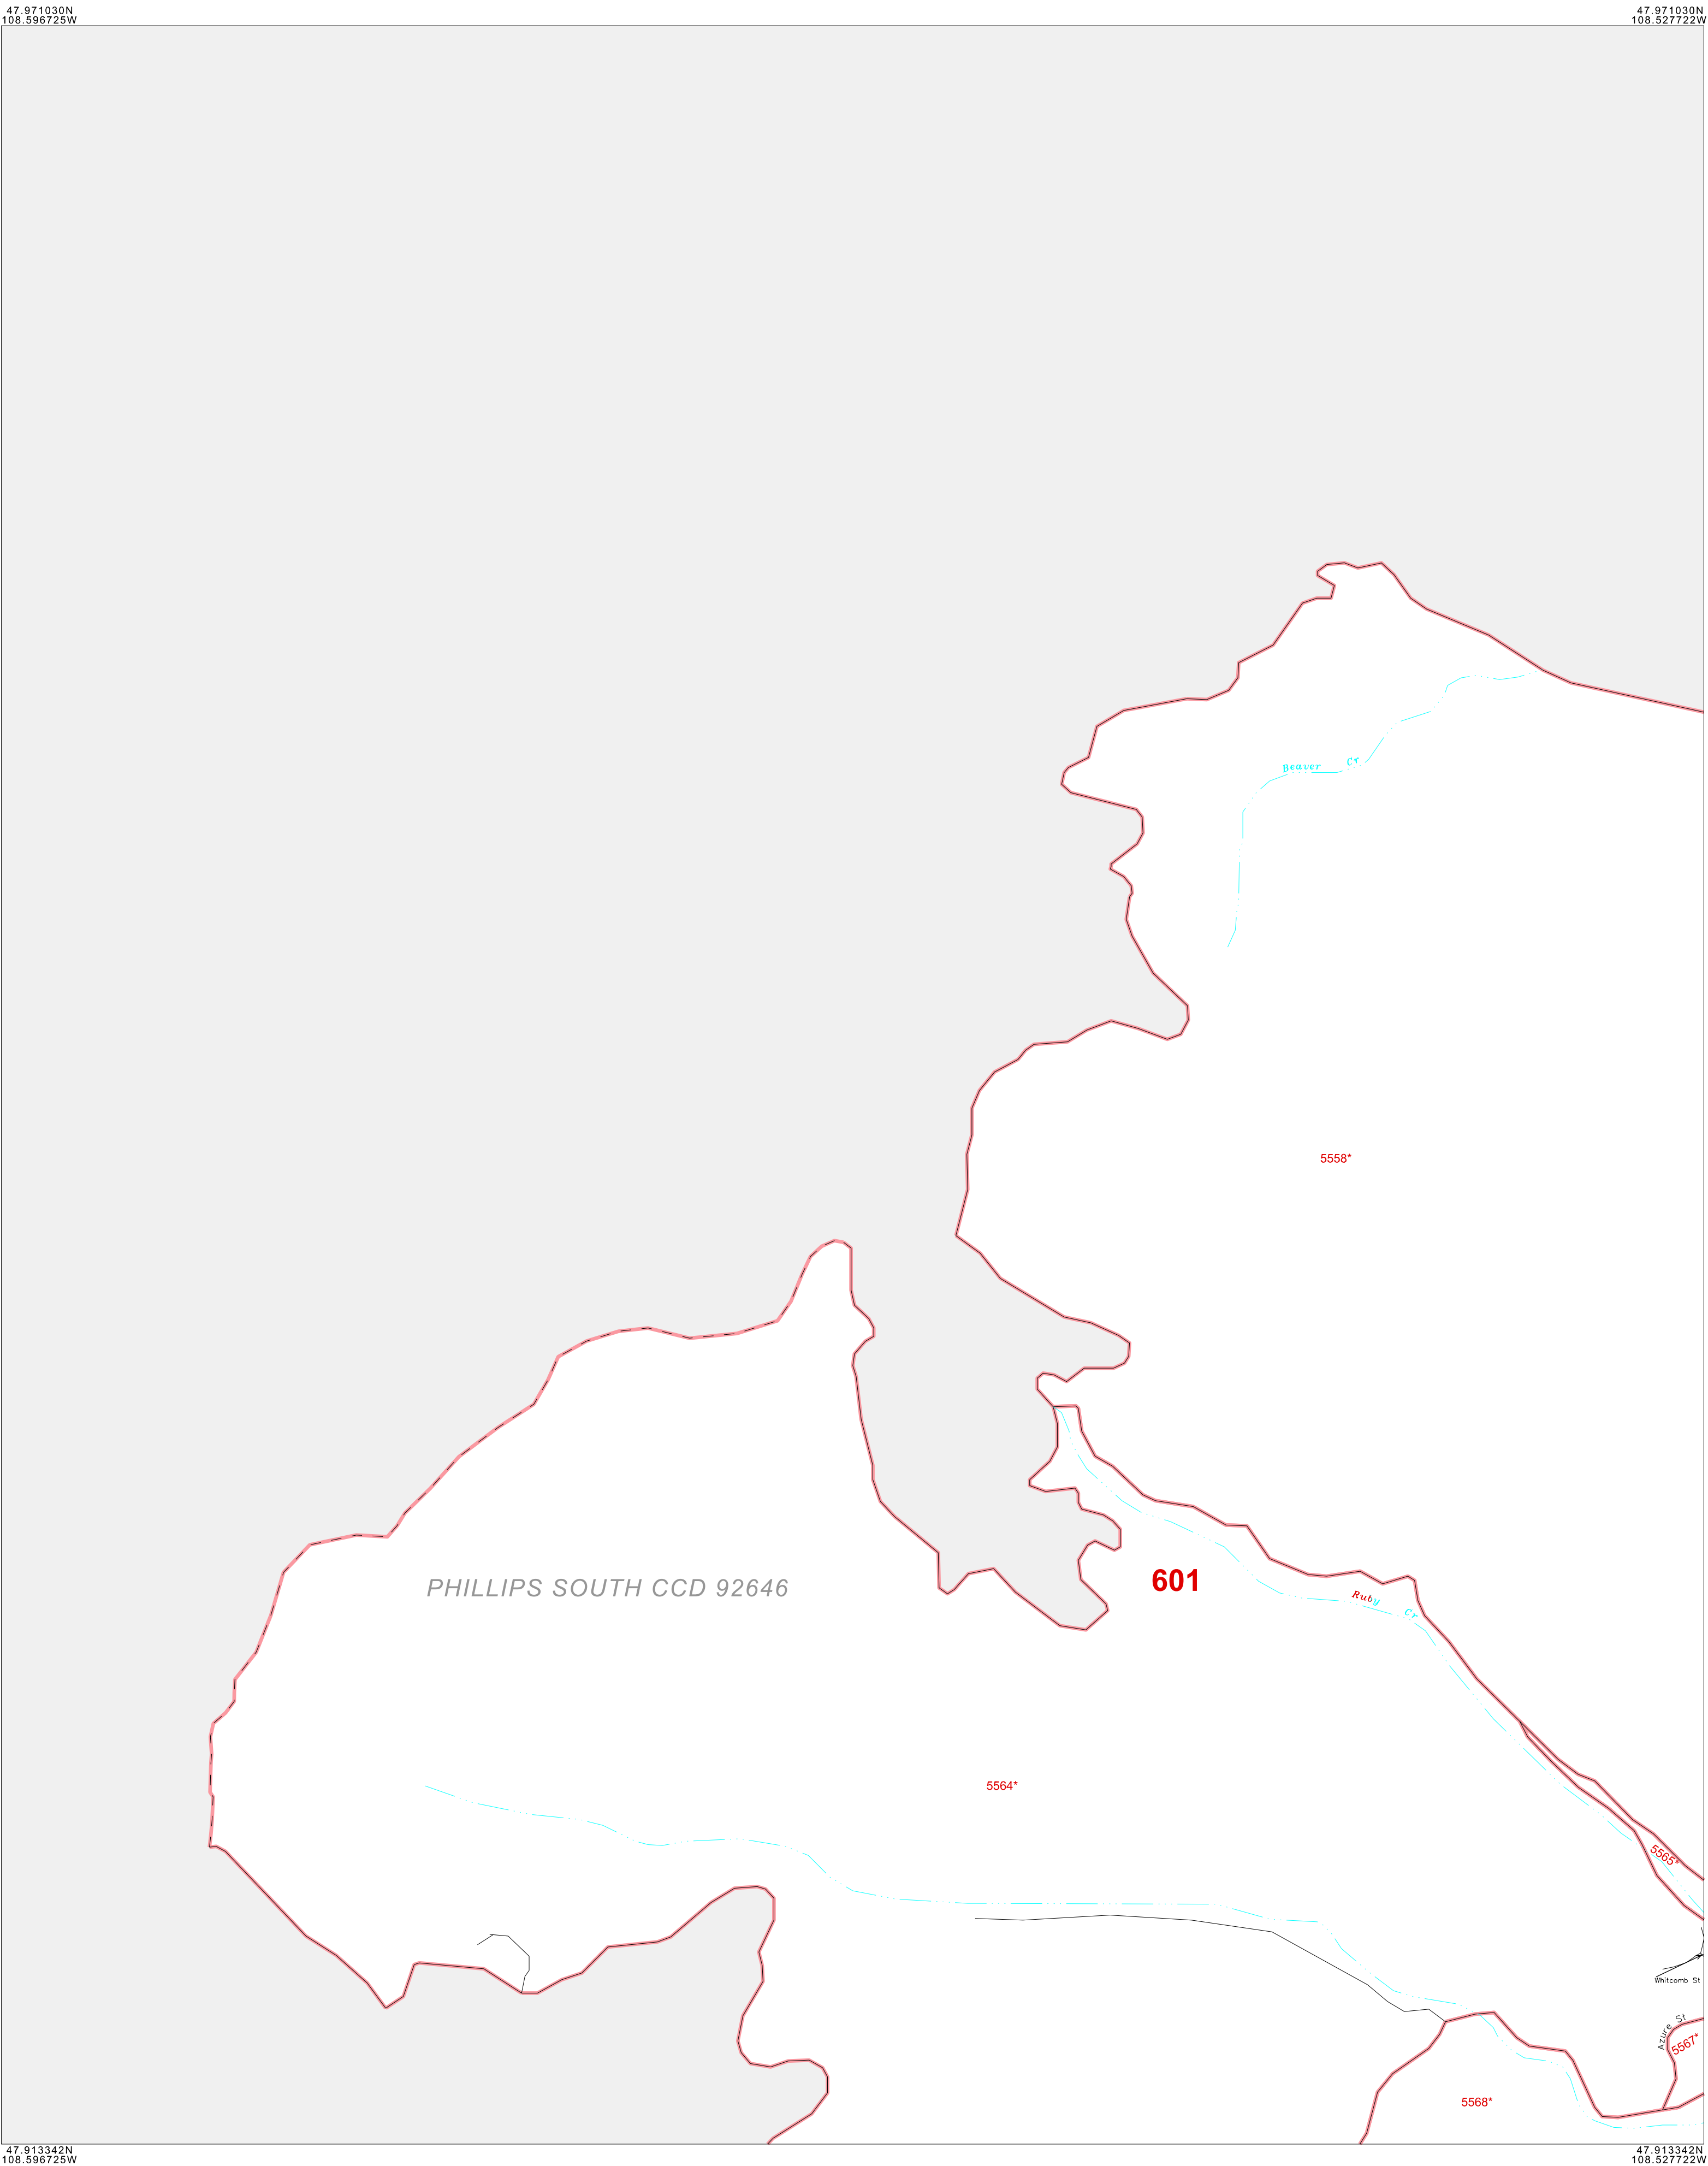 47.971030N
108.596725W
47.971030N
108.527722W
Beaver Cr
5558*
601
PHILLIPS SOUTH CCD 92646
Ruby Cr
5564*
5565*
Whitcomb St
Azure St
5567*
5568*
47.913342N
108.596725W
47.913342N
108.527722W